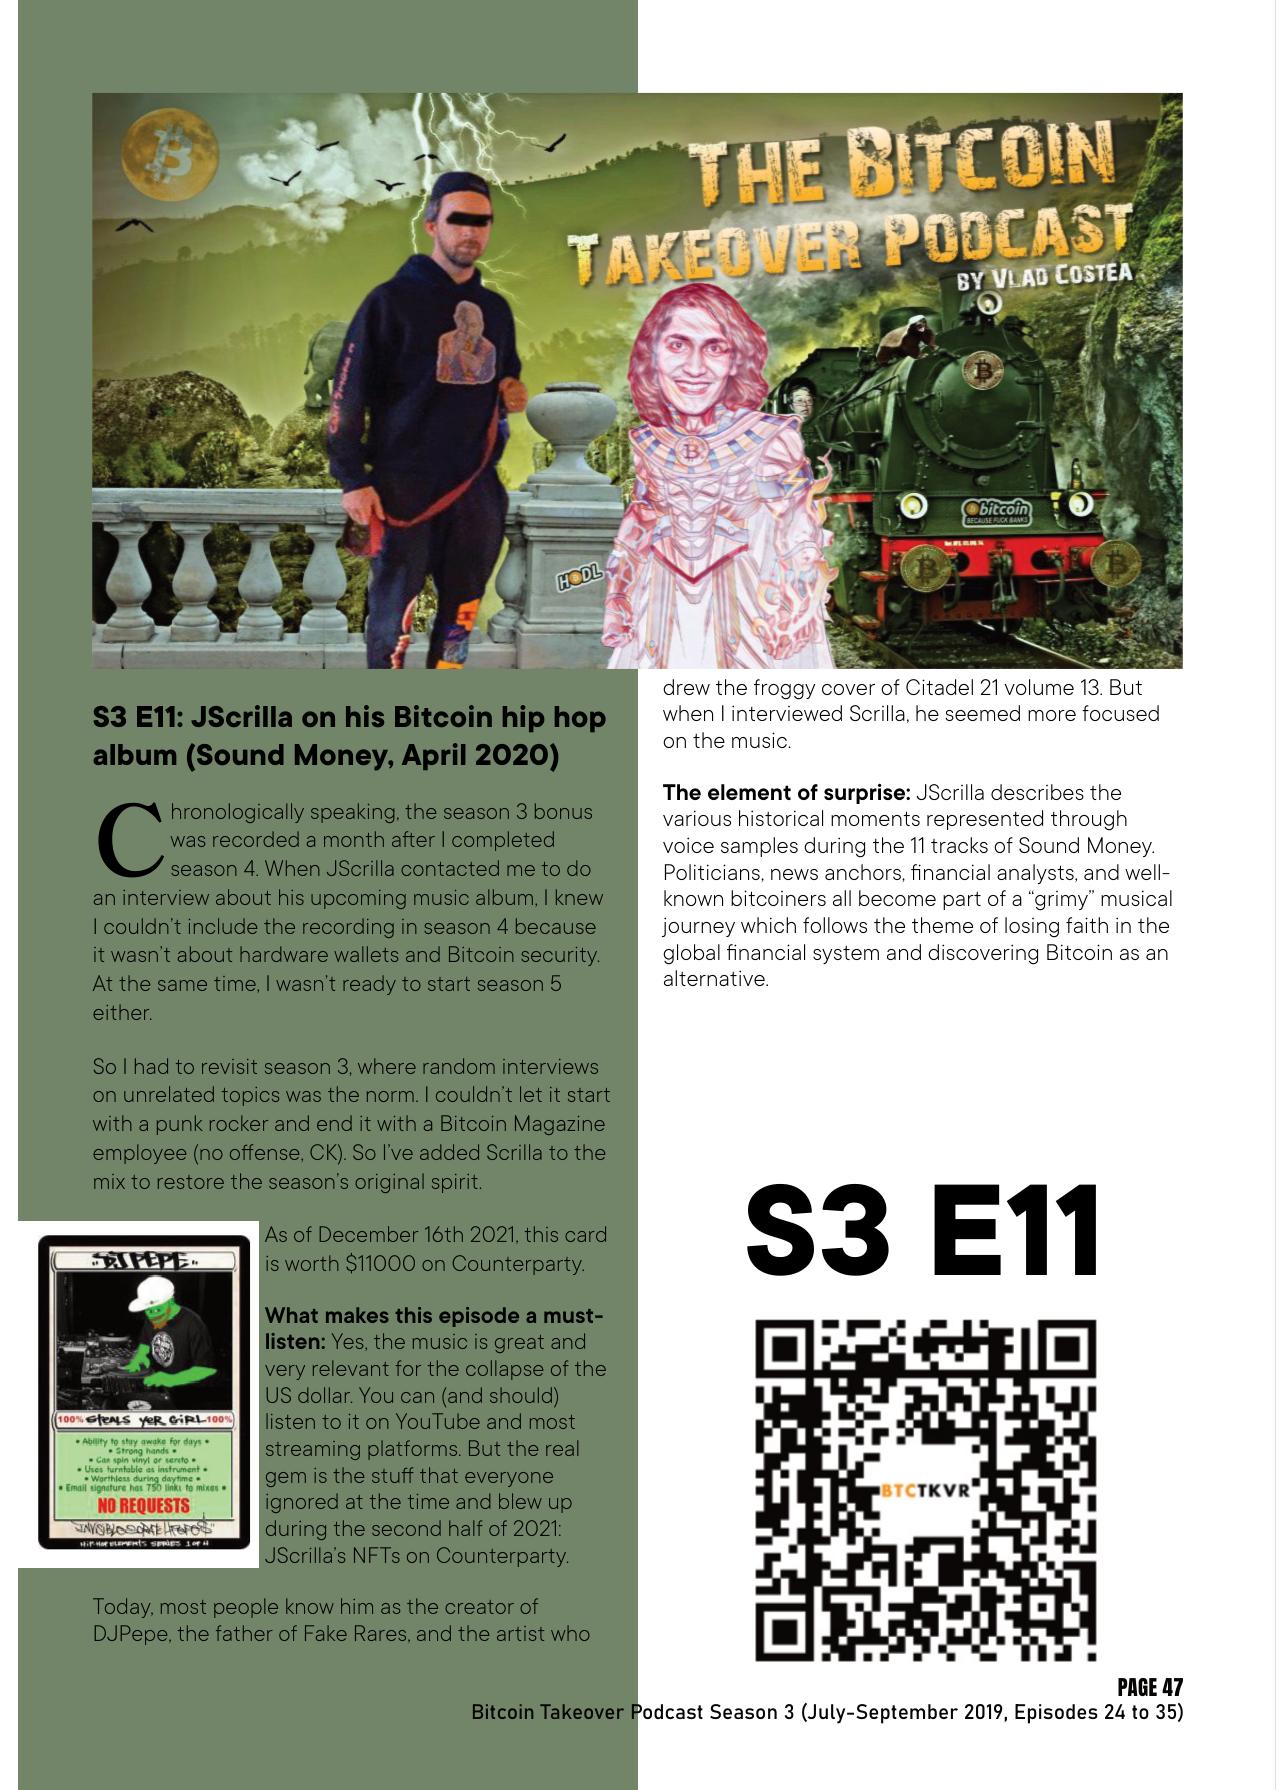 THE BITCOIN
TAKEOVER PODCAST
BY VLAD COSTEA
bitcoin
BECAUSE FUCK BANKS
HODL
S3 E11: JScrilla on his Bitcoin hip hop
album (Sound Money, April 2020)
Chronologically speaking, the season 3 bonus
was recorded a month after I completed
season 4. When JScrilla contacted me to do
an interview about his upcoming music album, I knew
I couldn't include the recording in season 4 because
it wasn't about hardware wallets and Bitcoin security.
At the same time, I wasn't ready to start season 5
either.
So I had to revisit season 3, where random interviews
on unrelated topics was the norm. I couldn't let it start
with a punk rocker and end it with a Bitcoin Magazine
employee (no offense, CK). So I've added Scrilla to the
mix to restore the season's original spirit.
As of December 16th 2021, this card
is worth $11000 on Counterparty.
What makes this episode a must-
listen: Yes, the music is great and
very relevant for the collapse of the
US dollar. You can (and should)
listen to it on YouTube and most
streaming platforms. But the real
gem is the stuff that everyone
ignored at the time and blew up
during the second half of 2021:
JScrilla's NFTs on Counterparty.
"DJ PEPE"
100% STEALS YER GIRL 100%
• Ability to stay awake for days •
• Strong hands •
• Can spin vinyl or serato •
• Uses turntable as instrument •
• Worthless during daytime •
• Email signature has 750 links to mixes •
NO REQUESTS
HIP-HOP ELEMENTS SERIES 1 OF 4
Today, most people know him as the creator of
DJPepe, the father of Fake Rares, and the artist who
drew the froggy cover of Citadel 21 volume 13. But
when I interviewed Scrilla, he seemed more focused
on the music.
The element of surprise: JScrilla describes the
various historical moments represented through
voice samples during the 11 tracks of Sound Money.
Politicians, news anchors, financial analysts, and well-
known bitcoiners all become part of a “grimy” musical
journey which follows the theme of losing faith in the
global financial system and discovering Bitcoin as an
alternative.
S3 E11
BTCTKVR
PAGE 47
Bitcoin Takeover Podcast Season 3 (July-September 2019, Episodes 24 to 35)